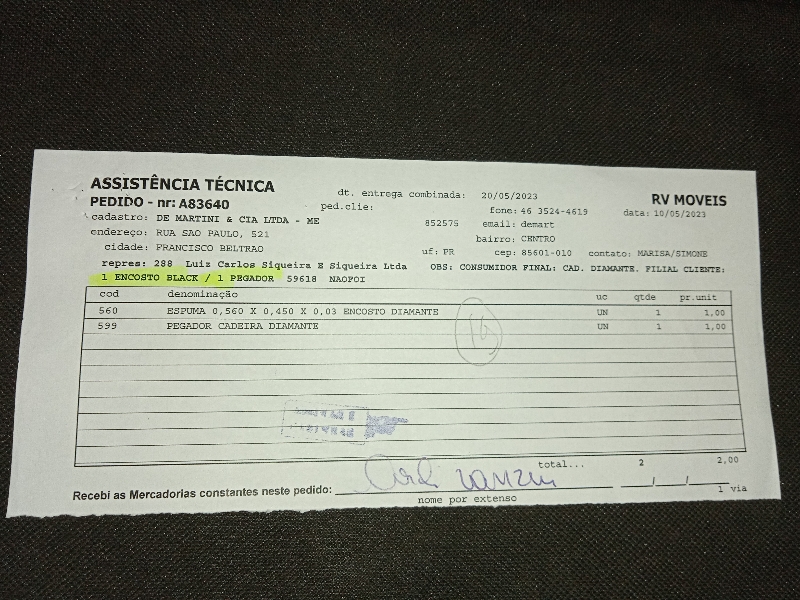 ASSISTÊNCIA TÉCNICA
dt. entrega combinada: 20/05/2023
RV MOVEIS
PEDIDO - nr: A83640
ped.clie:
fone: 46 3524-4619
data: 10/05/2023
cadastro: DE MARTINI & CIA LTDA - ME
852575 email: demart
endereço: RUA SAO PAULO, 521
bairro: CENTRO
cidade: FRANCISCO BELTRAO
uf: PR cep: 85601-010 contato: MARISA/SIMONE
repres: 288 Luiz Carlos Siqueira E Siqueira Ltda OBS: CONSUMIDOR FINAL: CAD. DIAMANTE. FILIAL CLIENTE:
1 ENCOSTO BLACK / 1 PEGADOR 59618 NAOFOI
cod denominação uc qtde pr.unit
560 ESPUMA 0,560 X 0,450 X 0,03 ENCOSTO DIAMANTE UN 1 1,00
599 PEGADOR CADEIRA DIAMANTE UN 1 1,00
16
total... 2 2,00
Recebi as Mercadorias constantes neste pedido: ___/___/___
nome por extenso
1 via